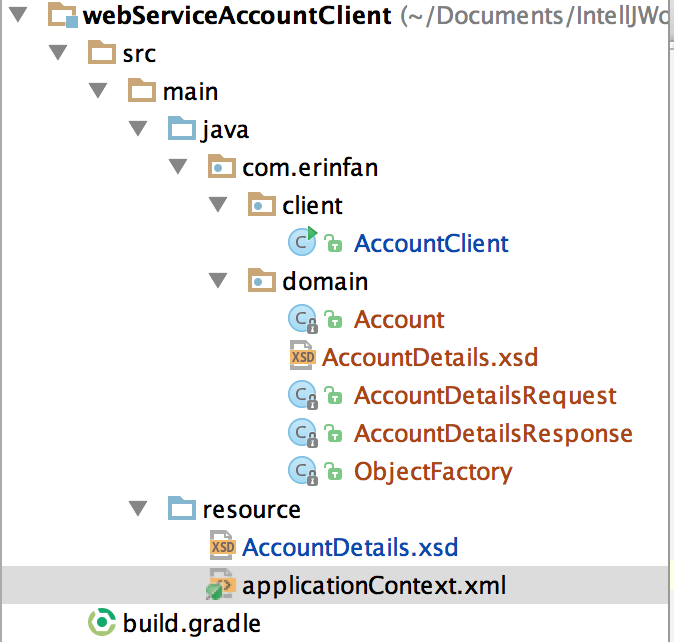 webServiceAccountClient (~/Documents/IntellJWo
src
main
java
com.erinfan
client
C AccountClient
domain
C Account
XSD AccountDetails.xsd
C AccountDetailsRequest
C AccountDetailsResponse
C ObjectFactory
resource
XSD AccountDetails.xsd
applicationContext.xml
build.gradle